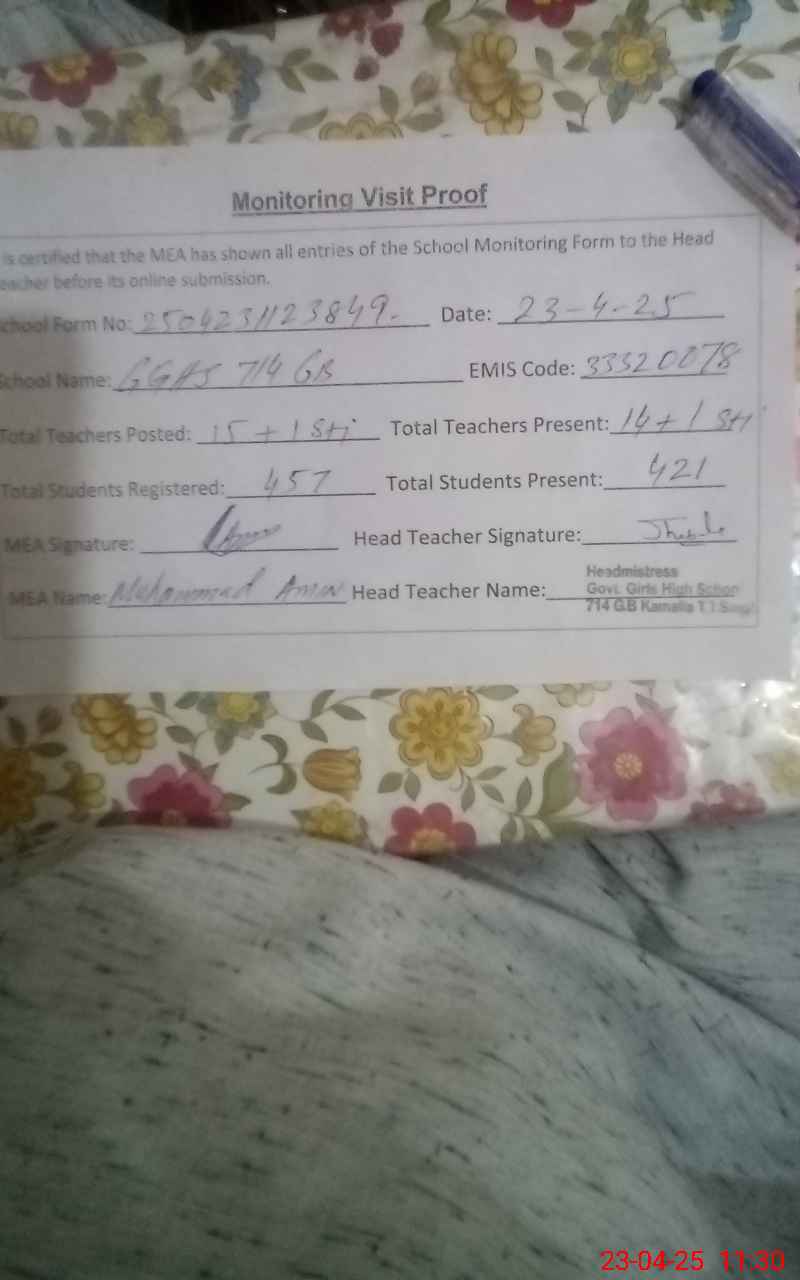 Monitoring Visit Proof
is certified that the MEA has shown all entries of the School Monitoring Form to the Head
eacher before its online submission.
chool Form No: 2504231123849. Date: 23-4-25
School Name: GGHS 714 GB EMIS Code: 33320078
Total Teachers Posted: 15 + 1 Sti Total Teachers Present: 14 + 1 Sti
Total Students Registered: 457 Total Students Present: 421
MEA Signature: Head Teacher Signature:
MEA Name: Muhammad Amin Head Teacher Name:
Headmistress
Govt. Girls High School
714 G.B Kamalia T.T.Singh
23-04-25 11:30